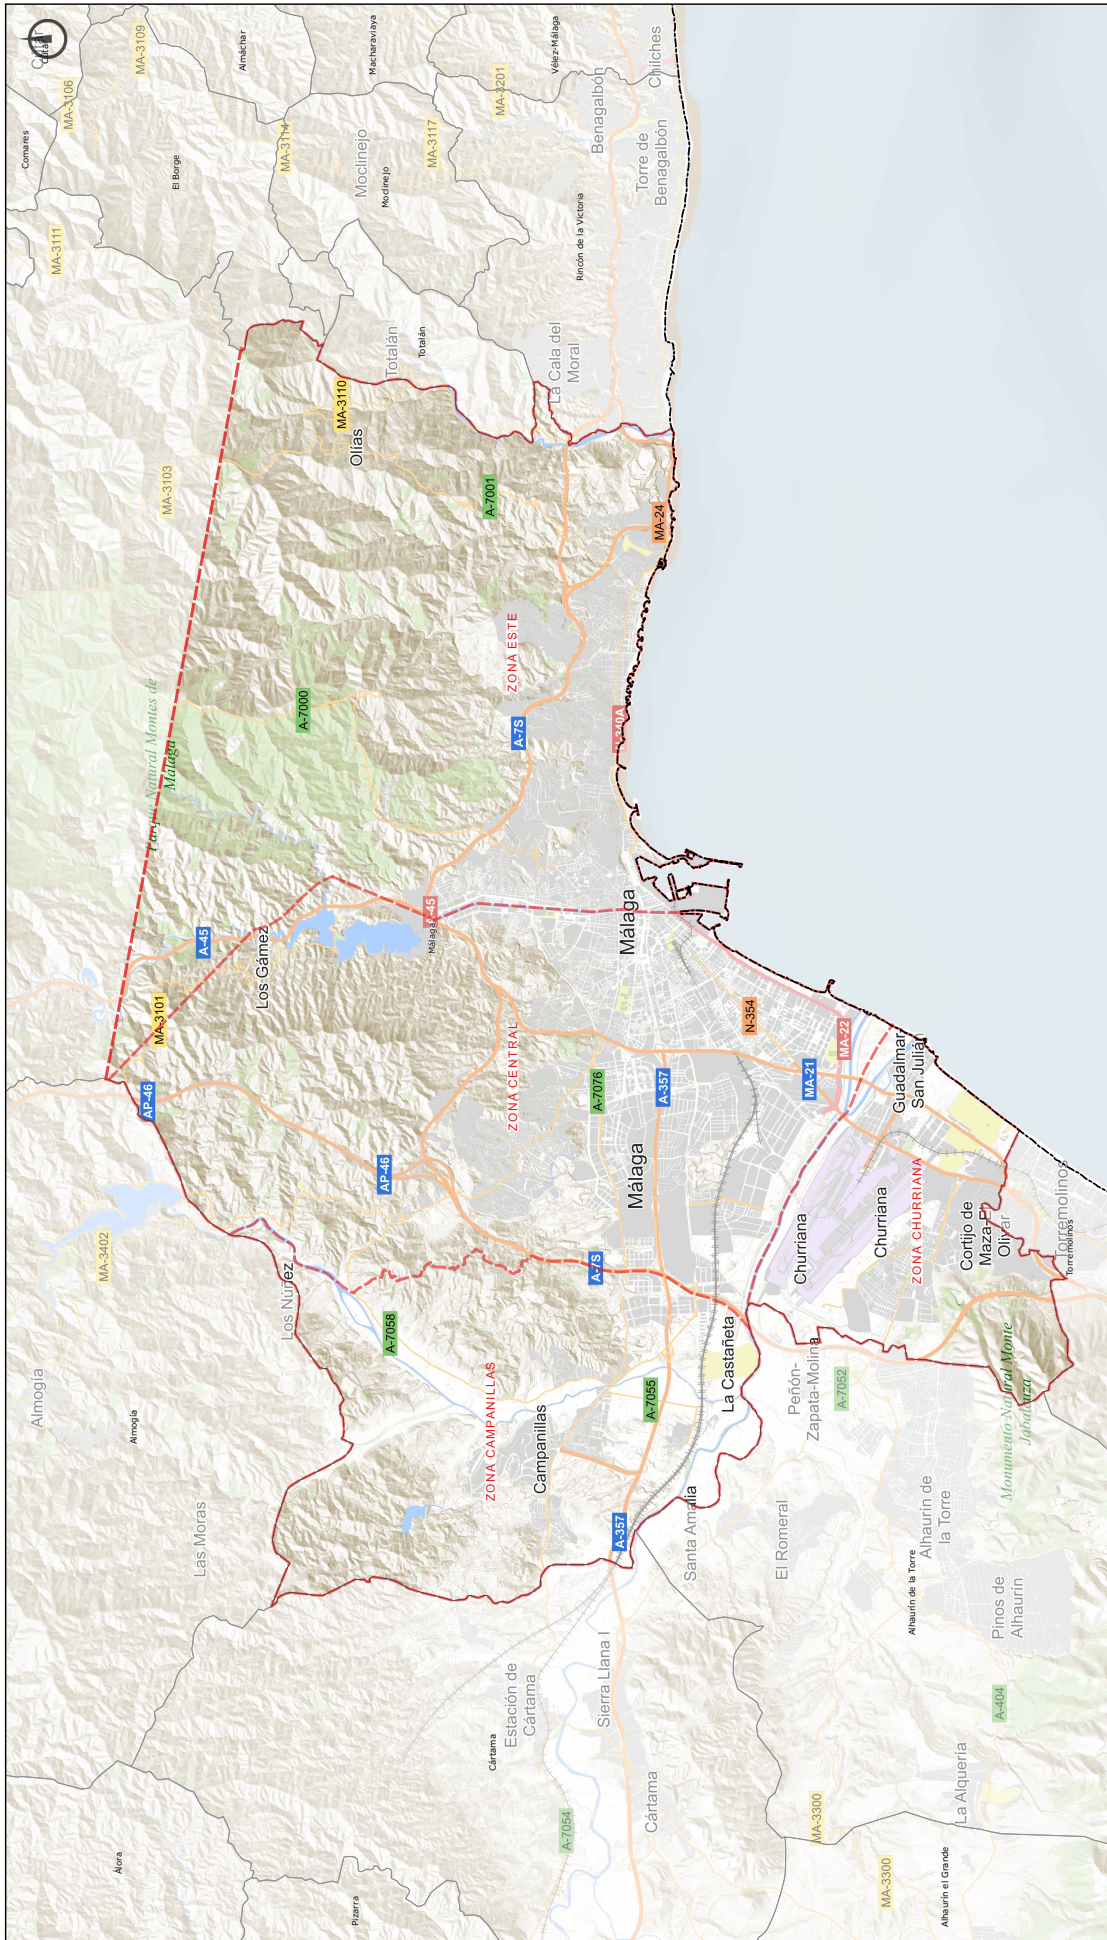 Cútar
Cútar
MA-3109
Almáchar
Macharaviaya
Vélez-Málaga
Chilches
MA-3106
MA-3201
Benagalbón
Comares
El Borge
MA-3114
Moclinejo
Moclinejo
MA-3117
Torre de
Benagalbón
MA-3111
Rincón de la Victoria
Totalán
Totalán
La Cala del
Moral
MA-3110
Olías
MA-3103
A-7001
MA-24
ZONA ESTE
Parque Natural Montes de
Málaga
A-7000
A-7S
N-340A
A-45
A-45
Málaga
Málaga
Los Gámez
MA-3101
N-354
ZONA CENTRAL
MA-22
AP-46
AP-46
A-7076
A-357
MA-21
Guadalmar
San Julián
Málaga
MA-3402
Los Núñez
A-7S
Churriana
Churriana
ZONA CHURRIANA
Cortijo de
Maza-El
Olivar
Torremolinos
Torremolinos
A-7058
La Castañeta
Peñón-
Zapata-Molina
A-7052
Monumento Natural Monte
Jabalcuza
Almogía
Almogía
ZONA CAMPANILLAS
Campanillas
A-7055
Las Moras
A-357
Santa Amalia
El Romeral
Alhaurín de
la Torre
Alhaurín de la Torre
Pinos de
Alhaurín
Estación de
Cártama
Sierra Llana I
Cártama
A-404
Cártama
A-7054
MA-3300
La Alquería
Álora
Pizarra
MA-3300
Alhaurín el Grande